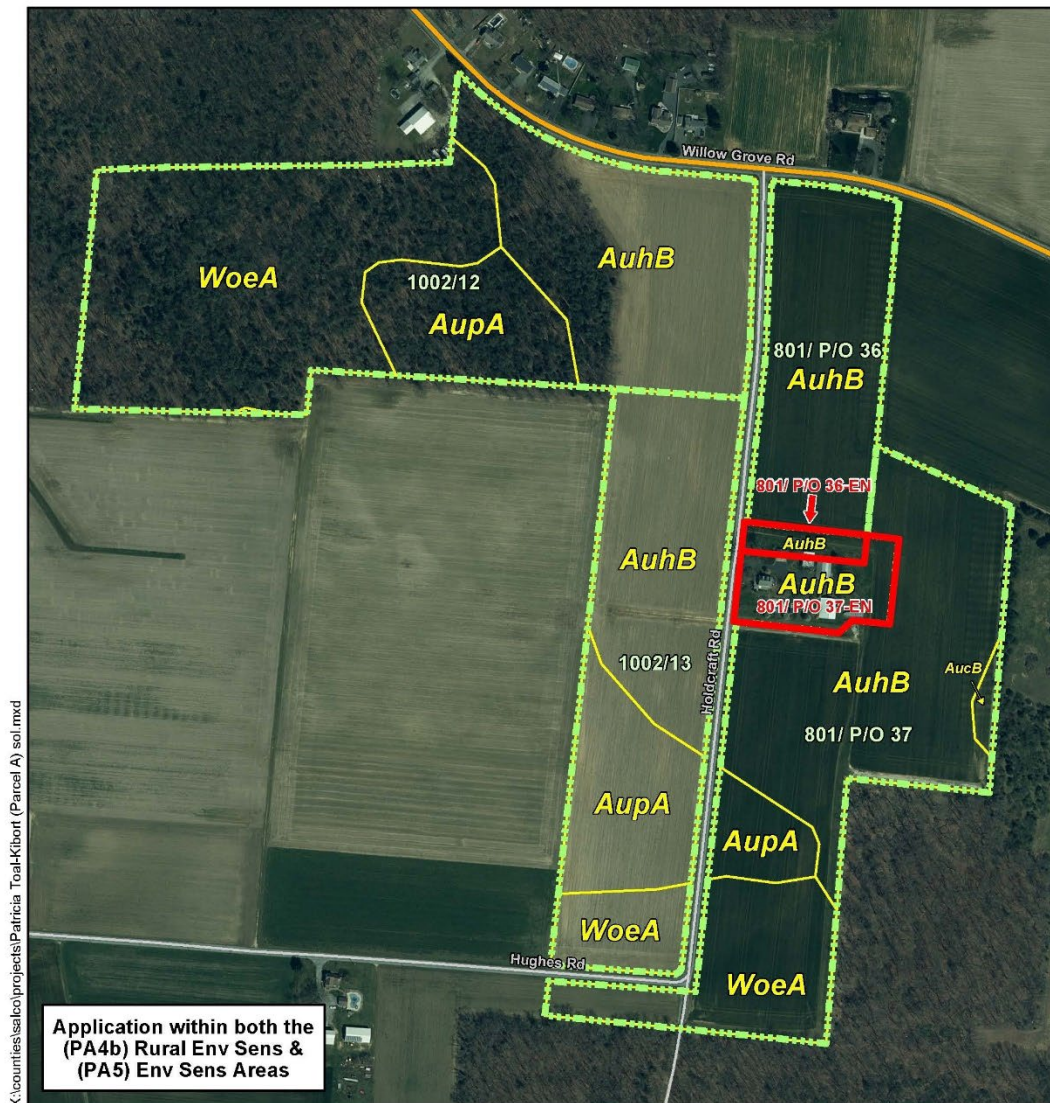 Willow Grove Rd
WoeA
1002/12
AupA
AuhB
801/ P/O 36
AuhB
801/ P/O 36-EN
AuhB
AuhB
801/ P/O 37-EN
AuhB
1002/13
Holdcraft Rd
AuhB
AucB
801/ P/O 37
AupA
AupA
WoeA
Hughes Rd
WoeA
Application within both the
(PA4b) Rural Env Sens &
(PA5) Env Sens Areas
X:\counties\salco\projects\Patricia Toal-Kibort (Parcel A) sol.mxd